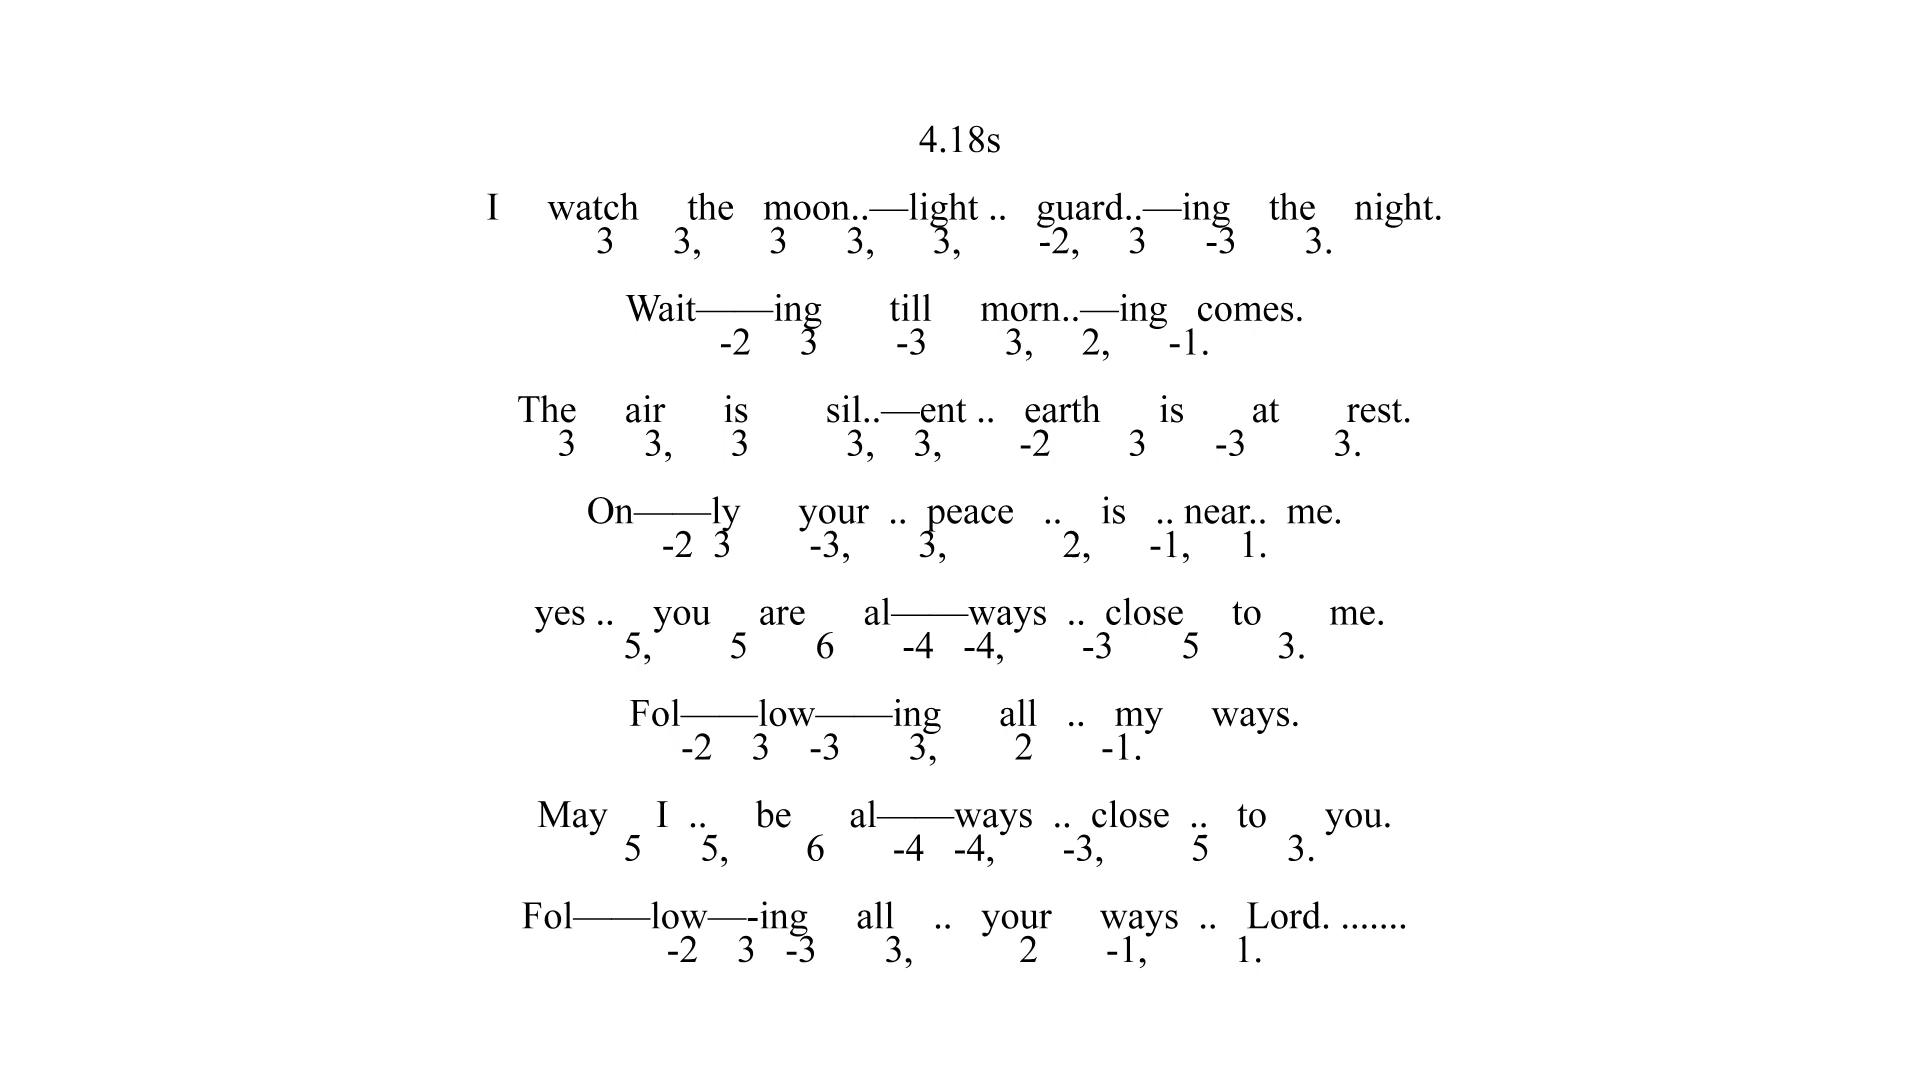 4.18s
I watch the moon..—light .. guard..—ing the night.
3 3, 3 3, 3, -2, 3 -3 3.
Wait——ing till morn..—ing comes.
-2 3 -3 3, 2, -1.
The air is sil..—ent .. earth is at rest.
3 3, 3 3, 3, -2 3 -3 3.
On——ly your .. peace .. is .. near.. me.
-2 3 -3, 3, 2, -1, 1.
yes .. you are al——ways .. close to me.
5, 5 6 -4 -4, -3 5 3.
Fol——low——ing all .. my ways.
-2 3 -3 3, 2 -1.
May I .. be al——ways .. close .. to you.
5 5, 6 -4 -4, -3, 5 3.
Fol——low—-ing all .. your ways .. Lord. .......
-2 3 -3 3, 2 -1, 1.